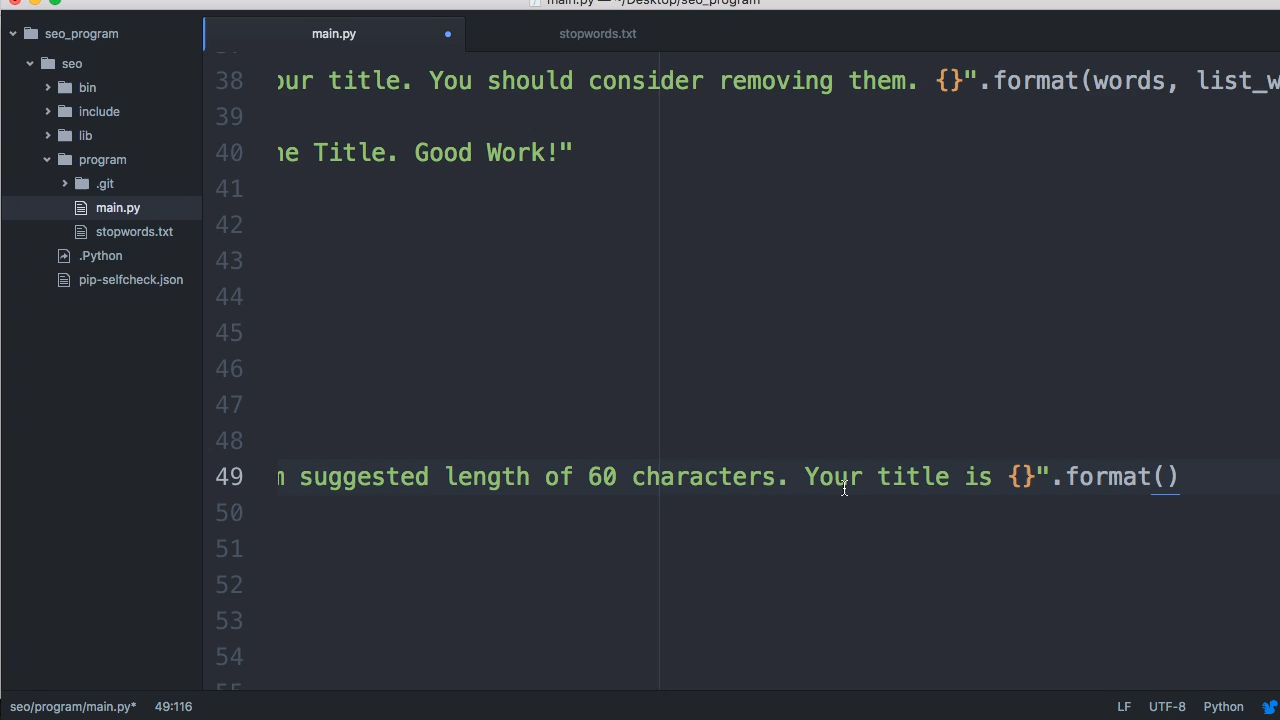 main.py — ~/Desktop/seo_program
seo_program
main.py
stopwords.txt
seo
bin
include
lib
program
.git
main.py
stopwords.txt
.Python
pip-selfcheck.json
38 our title. You should consider removing them. {}".format(words, list_w
39
40 he Title. Good Work!"
41
42
43
44
45
46
47
48
49 m suggested length of 60 characters. Your title is {}".format()
50
51
52
53
54
55
seo/program/main.py* 49:116 LF UTF-8 Python